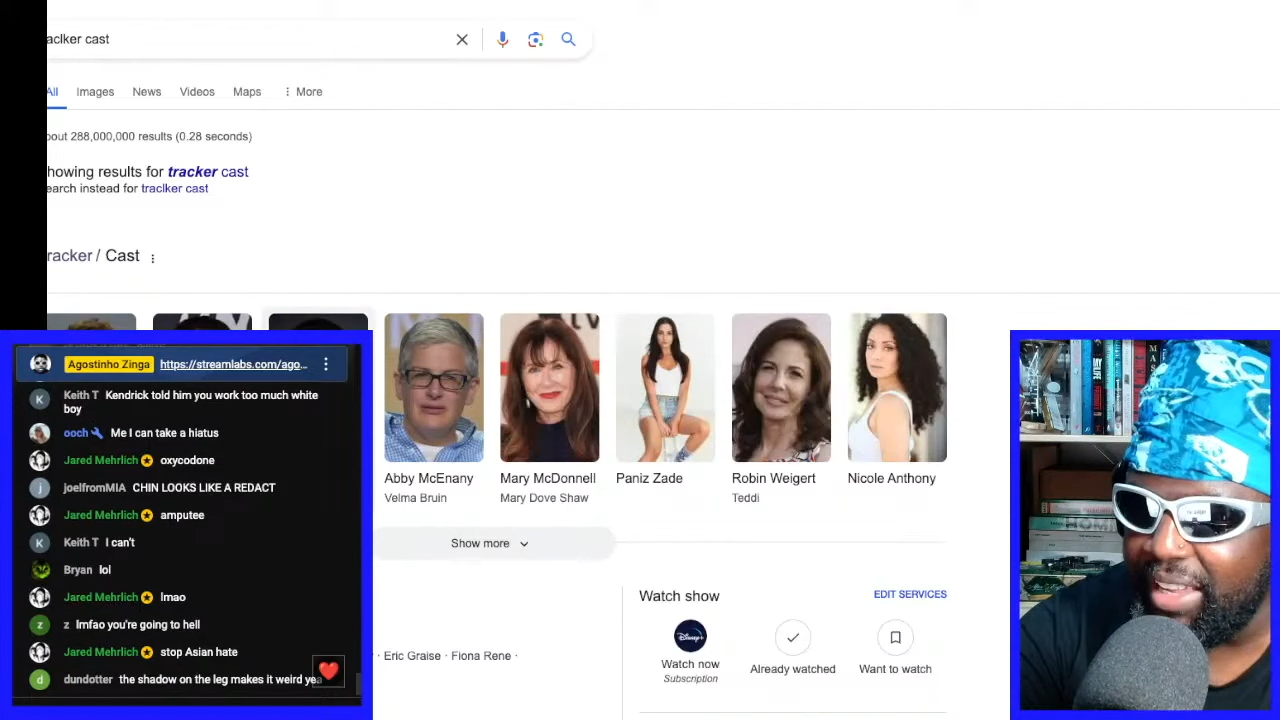 aclker cast
All Images News Videos Maps More
out 288,000,000 results (0.28 seconds)
howing results for tracker cast
earch instead for traclker cast
racker / Cast
Abby McEnany
Velma Bruin
Mary McDonnell
Mary Dove Shaw
Paniz Zade
Robin Weigert
Teddi
Nicole Anthony
Show more
Watch show
EDIT SERVICES
Watch now
Subscription
Already watched
Want to watch
· Eric Graise · Fiona Rene ·
Disney+
Agostinho Zinga https://streamlabs.com/ago...
Keith T Kendrick told him you work too much white
boy
ooch Me I can take a hiatus
Jared Mehrlich oxycodone
joelfromMIA CHIN LOOKS LIKE A REDACT
Jared Mehrlich amputee
Keith T I can't
Bryan lol
Jared Mehrlich lmao
z lmfao you're going to hell
Jared Mehrlich stop Asian hate
dundotter the shadow on the leg makes it weird yea